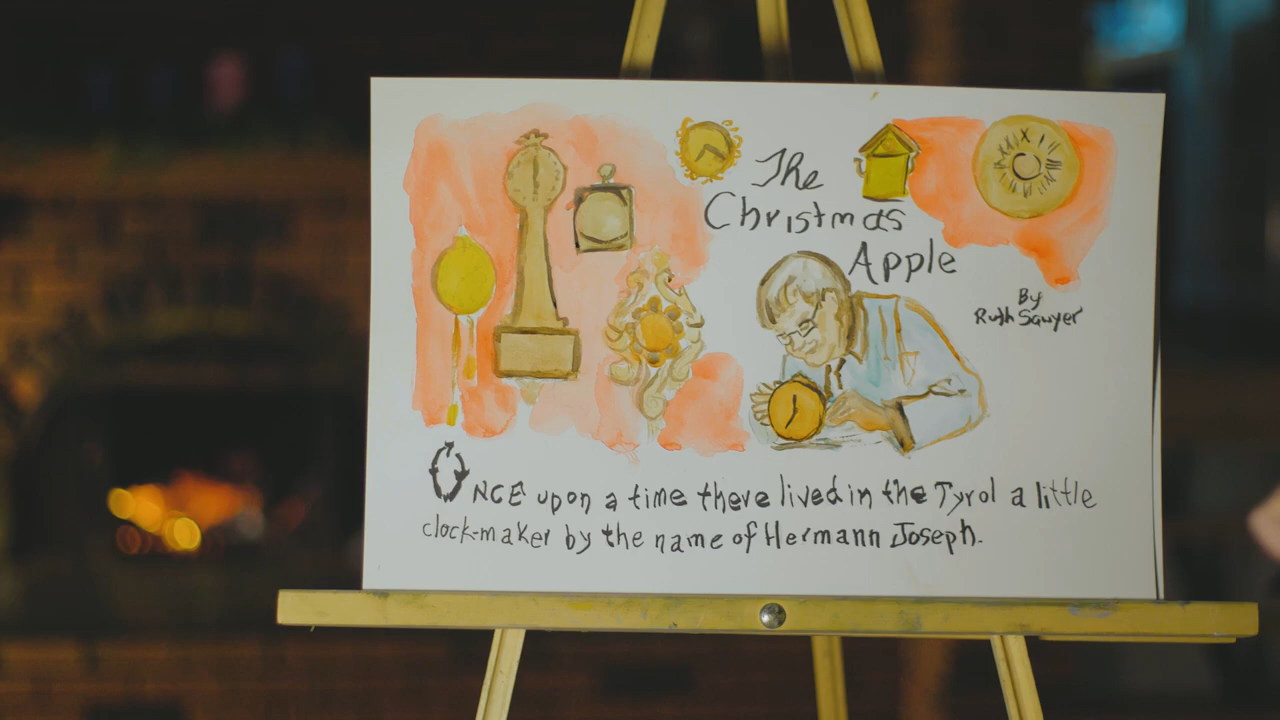 The
Christmas
Apple
By
Ruth Sawyer
ONCE upon a time there lived in the Tyrol a little
clock-maker by the name of Hermann Joseph.